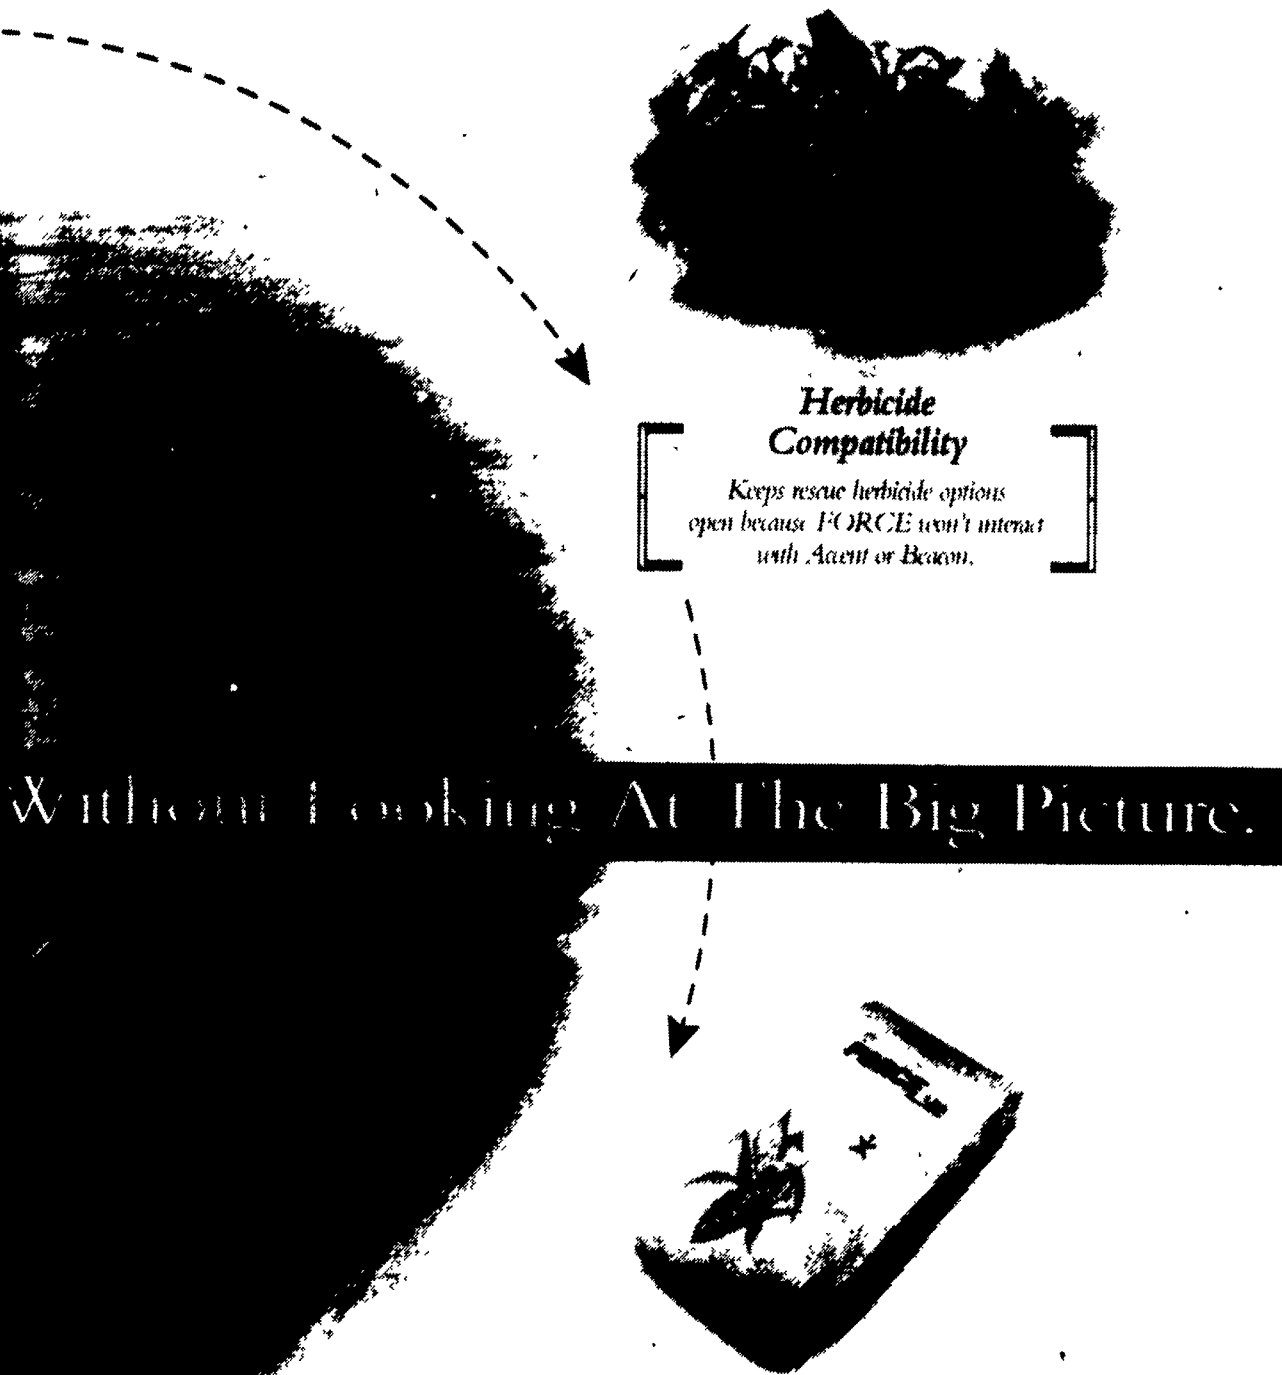 Herbicide
Compatibility
Keeps rescue herbicide options
open because FORCE won't interact
with Accent or Beacon.
Without Looking At The Big Picture.
FORCE